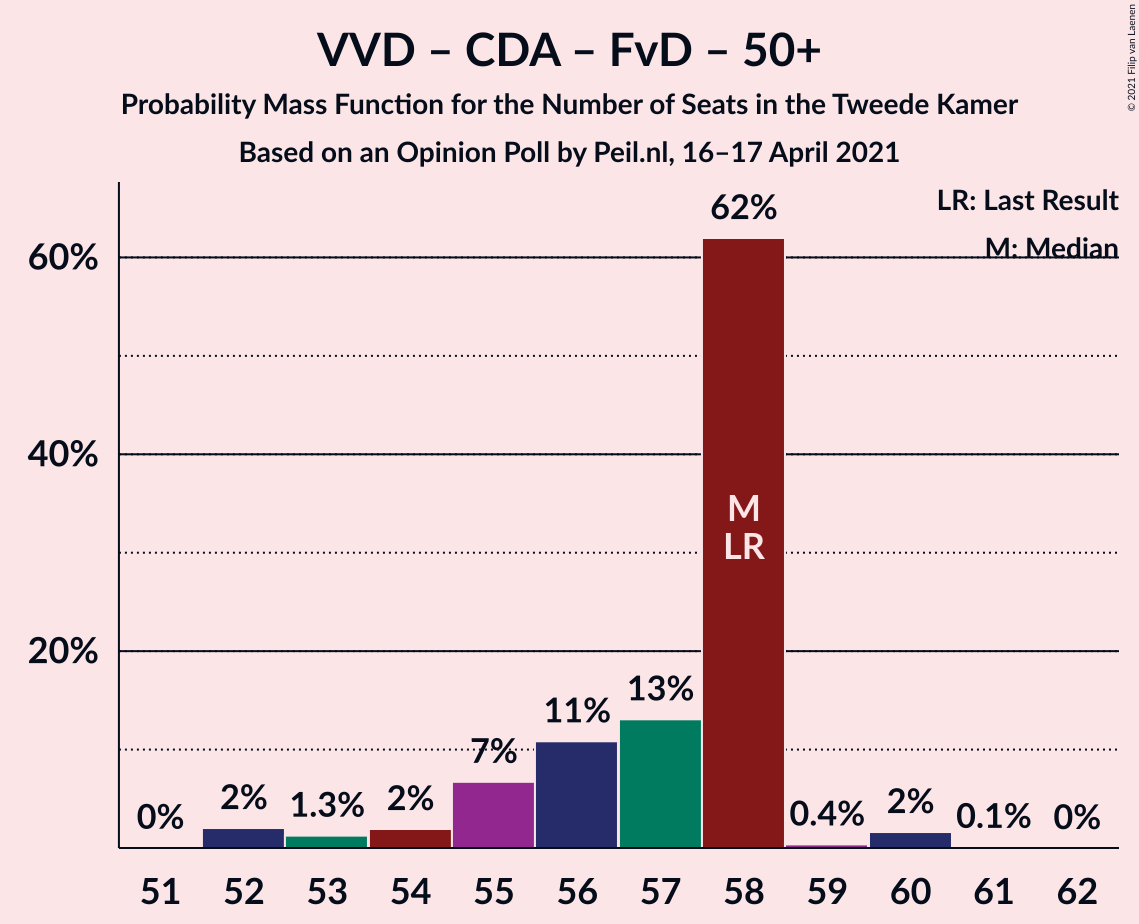 VVD – CDA – FvD – 50+
Probability Mass Function for the Number of Seats in the Tweede Kamer
Based on an Opinion Poll by Peil.nl, 16–17 April 2021
© 2021 Filip van Laenen
LR: Last Result
M: Median
60%
40%
20%
0%
2%
1.3%
2%
7%
11%
13%
62%
0.4%
2%
0.1%
0%
M
LR
51 52 53 54 55 56 57 58 59 60 61 62